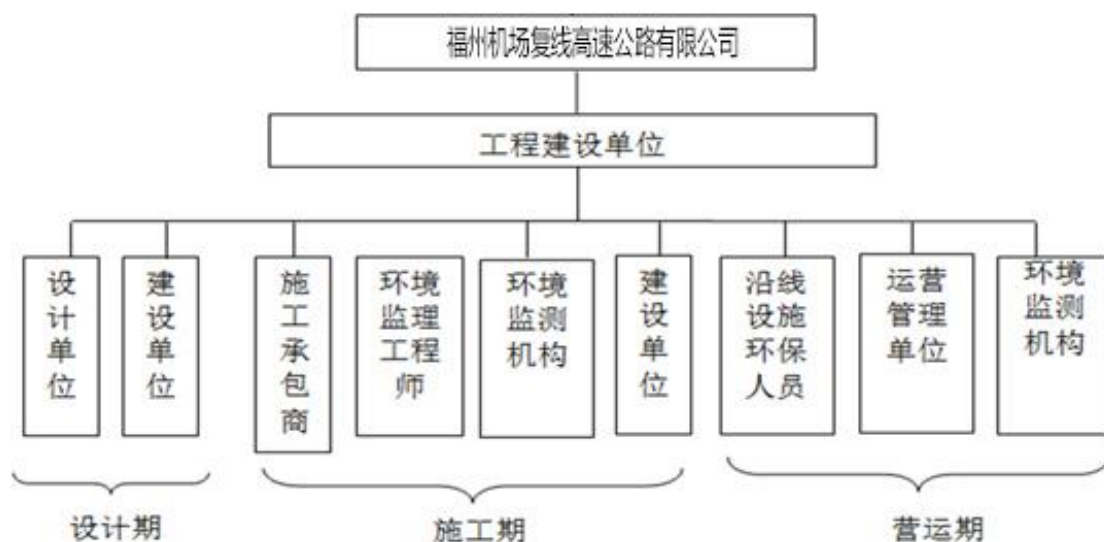 福州机场复线高速公路有限公司
工程建设单位
设计单位
建设单位
施工承包商
环境监理工程师
环境监测机构
建设单位
沿线设施环保人员
运营管理单位
环境监测机构
设计期
施工期
营运期